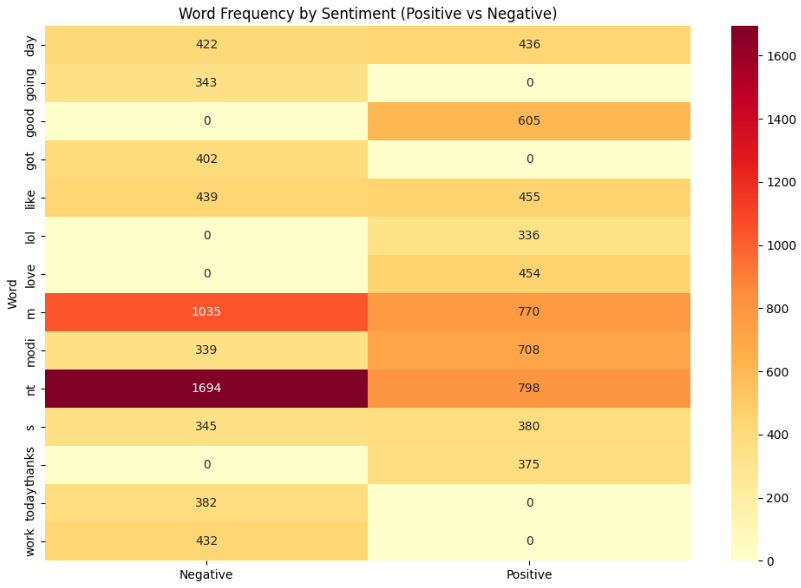 Word Frequency by Sentiment (Positive vs Negative)
Word
day 422 436
going 343 0
good 0 605
got 402 0
like 439 455
lol 0 336
love 0 454
m 1035 770
modi 339 708
nt 1694 798
s 345 380
thanks 0 375
today 382 0
work 432 0
Negative Positive
1600
1400
1200
1000
800
600
400
200
0